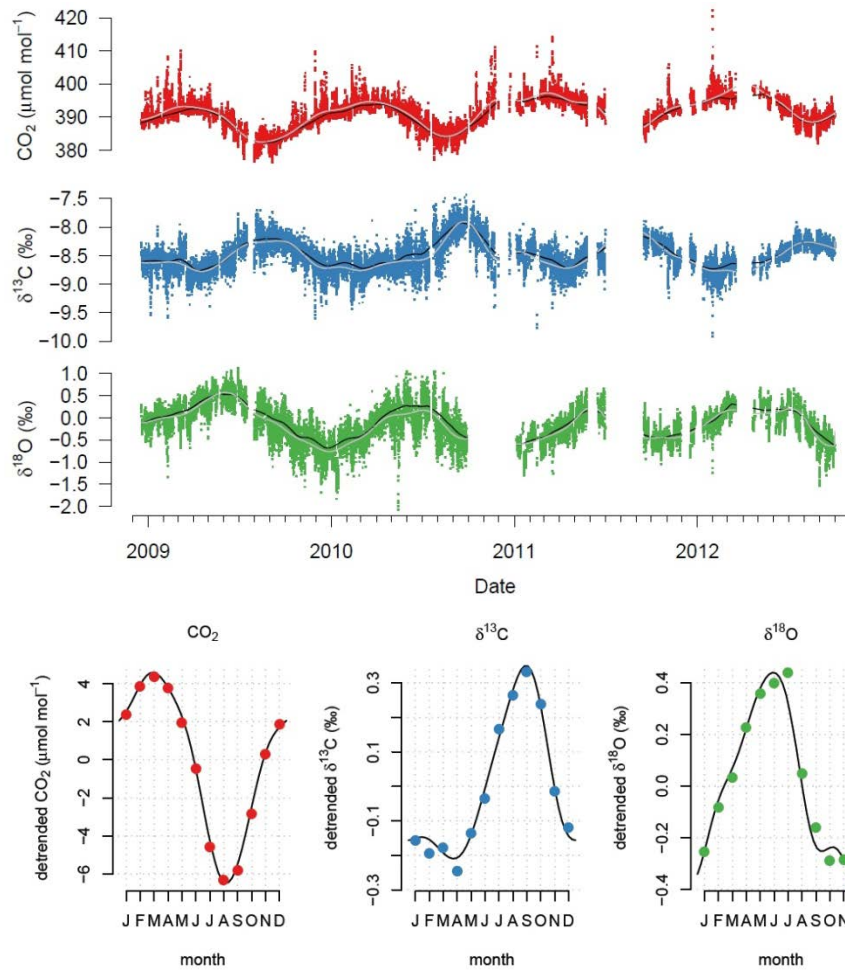 CO₂ (μmol mol⁻¹)
420
410
400
390
380
δ¹³C (‰)
−7.5
−8.0
−8.5
−9.0
−9.5
−10.0
δ¹⁸O (‰)
1.0
0.5
0.0
−0.5
−1.0
−1.5
−2.0
2009 2010 2011 2012
Date
CO₂
detrended CO₂ (μmol mol⁻¹)
4
2
0
−2
−4
−6
J F M A M J J A S O N D
month
δ¹³C
detrended δ¹³C (‰)
0.3
0.1
−0.1
−0.3
J F M A M J J A S O N D
month
δ¹⁸O
detrended δ¹⁸O (‰)
0.4
0.2
0.0
−0.2
−0.4
J F M A M J J A S O N
month